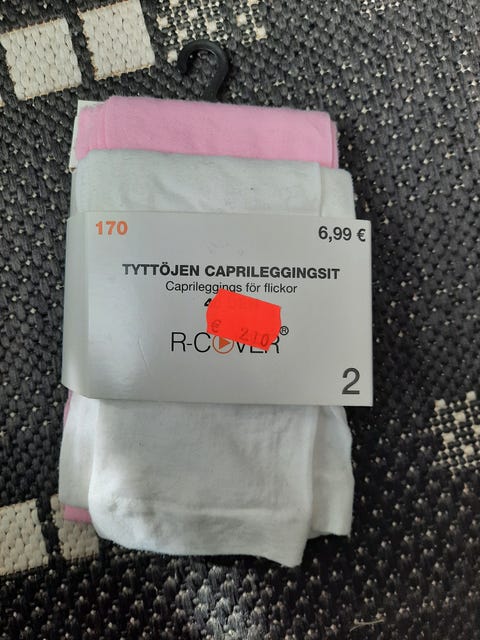 170
6,99 €
TYTTÖJEN CAPRILEGGINGSIT
Caprileggings för flickor
€ 2,10
R-COVER®
2